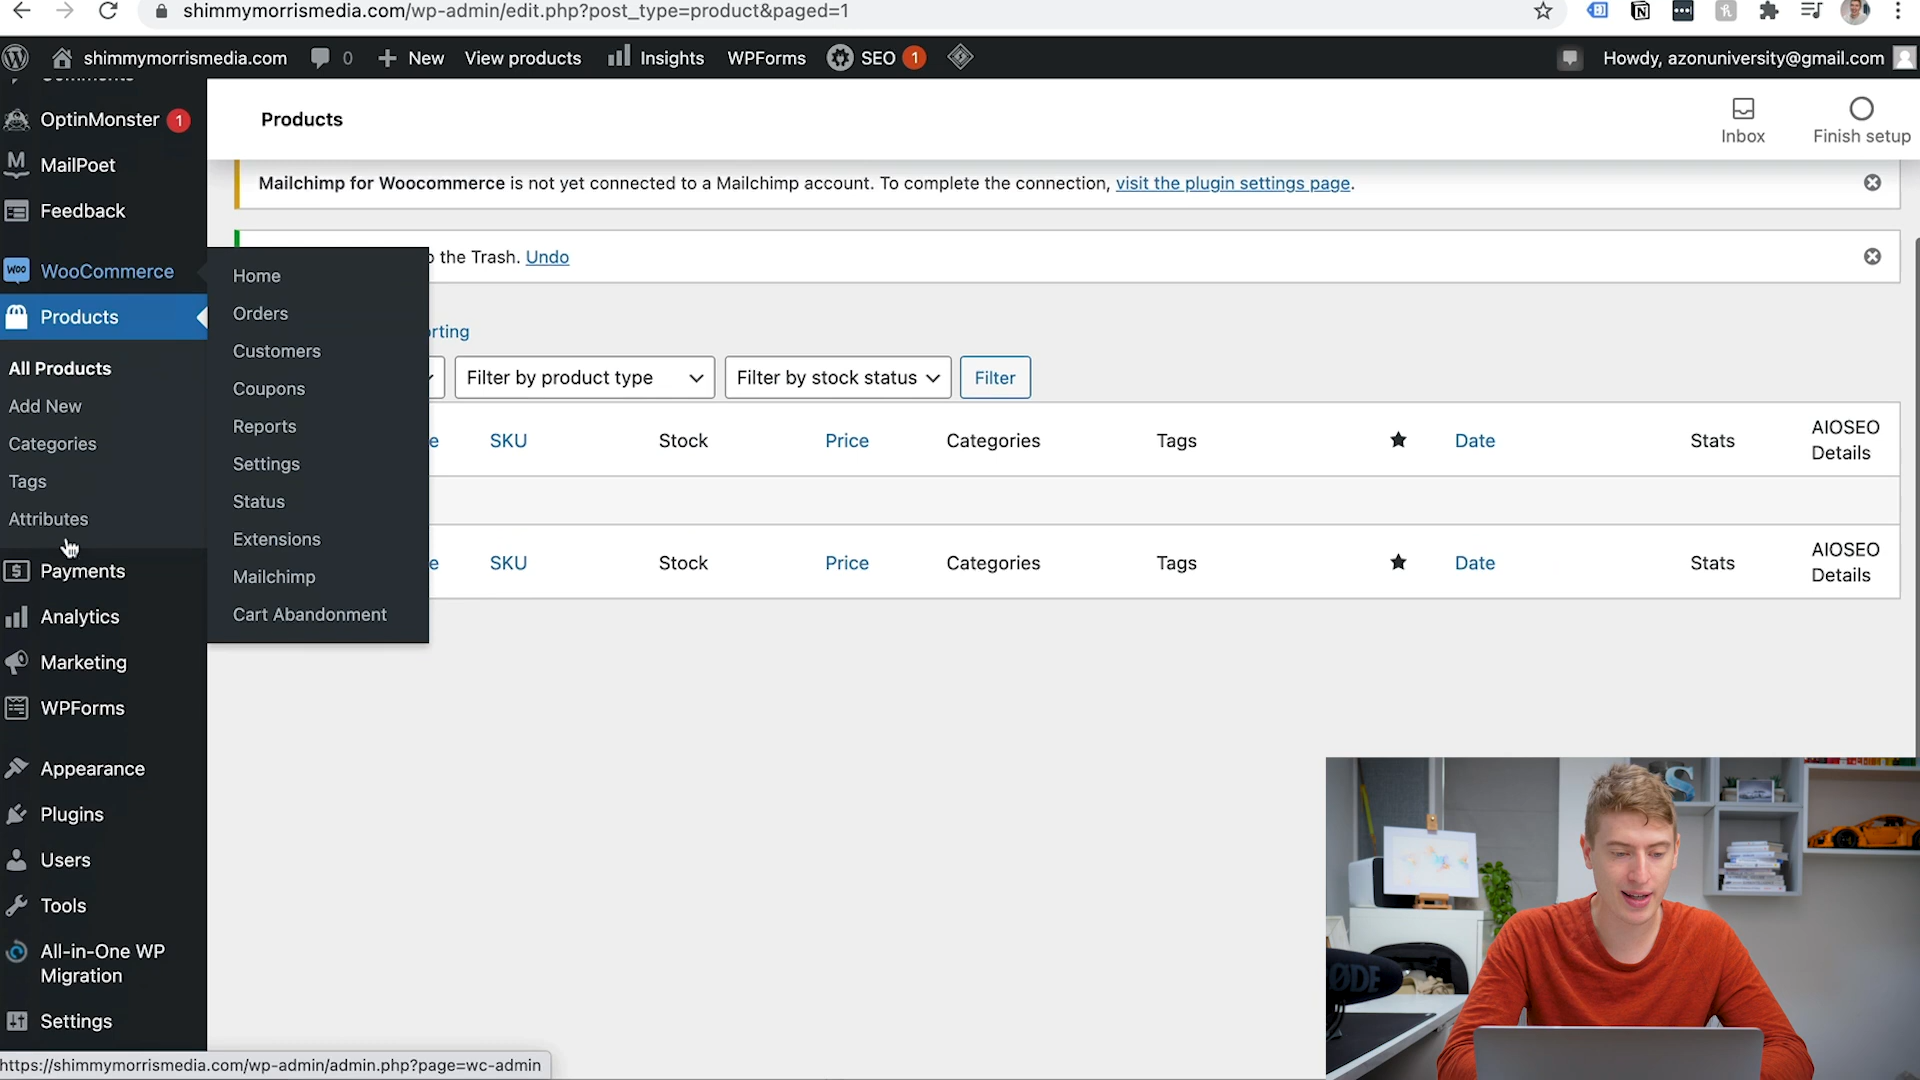 shimmymorrismedia.com/wp-admin/edit.php?post_type=product&paged=1
shimmymorrismedia.com 0 New View products Insights WPForms SEO 1 Howdy, azonuniversity@gmail.com
Comments
OptinMonster 1
MailPoet
Feedback
WooCommerce
Products
All Products
Add New
Categories
Tags
Attributes
Payments
Analytics
Marketing
WPForms
Appearance
Plugins
Users
Tools
All-in-One WP
Migration
Settings
Home
Orders
Customers
Coupons
Reports
Settings
Status
Extensions
Mailchimp
Cart Abandonment
Products
Inbox
Finish setup
Mailchimp for Woocommerce is not yet connected to a Mailchimp account. To complete the connection, visit the plugin settings page.
the Trash. Undo
rting
Filter by product type Filter by stock status Filter
e SKU Stock Price Categories Tags Date Stats AIOSEO Details
e SKU Stock Price Categories Tags Date Stats AIOSEO Details
https://shimmymorrismedia.com/wp-admin/admin.php?page=wc-admin